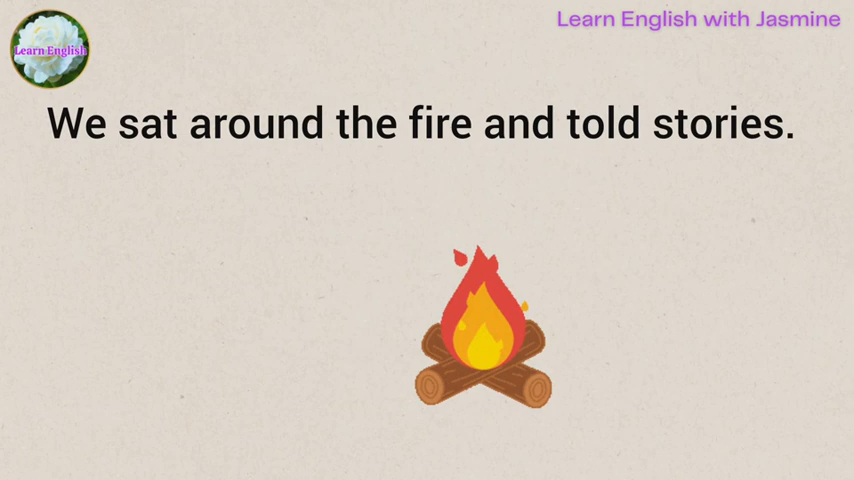 Learn English with Jasmine
Learn English
We sat around the fire and told stories.